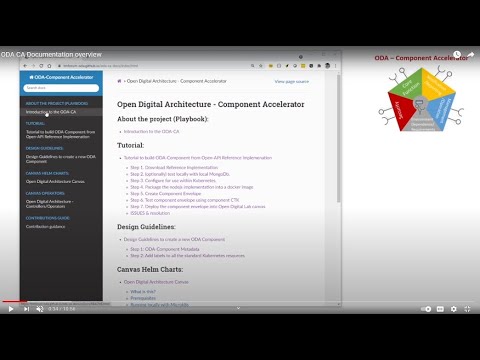 ODA CA Documentation overview
ODA-Component Accelerator
Search docs
ABOUT THE PROJECT (PLAYBOOK):
Introduction to the ODA-CA
TUTORIAL:
Tutorial to build ODA-Component from Open-API Reference Implementation
DESIGN GUIDELINES:
Design Guidelines to create a new ODA Component
CANVAS HELM CHARTS:
Open Digital Architecture Canvas
CANVAS OPERATORS:
Open Digital Architecture - Controllers/Operators
CONTRIBUTIONS GUIDE:
Contribution guidance
» Open Digital Architecture - Component Accelerator
View page source
Open Digital Architecture - Component Accelerator
About the project (Playbook):
Introduction to the ODA-CA
Tutorial:
Tutorial to build ODA-Component from Open-API Reference Implementation
Step 1. Download Reference Implementation
Step 2. (optionally) test locally with local MongoDb.
Step 3. Configure for use within Kubernetes
Step 4. Package the nodejs implementation into a docker image
Step 5. Create Component Envelope
Step 6. Test component envelope using component CTK
Step 7. Deploy the component envelope into Open Digital Lab canvas
ISSUES & resolution
Design Guidelines:
Design Guidelines to create a new ODA Component
Step 1: ODA-Component Metadata
Step 2: Add labels to all the standard Kubernetes resources
Canvas Helm Charts:
Open Digital Architecture Canvas
What is this?
Prerequisites
ODA – Component Accelerator
Core
Function
Security
0:34 / 14:54